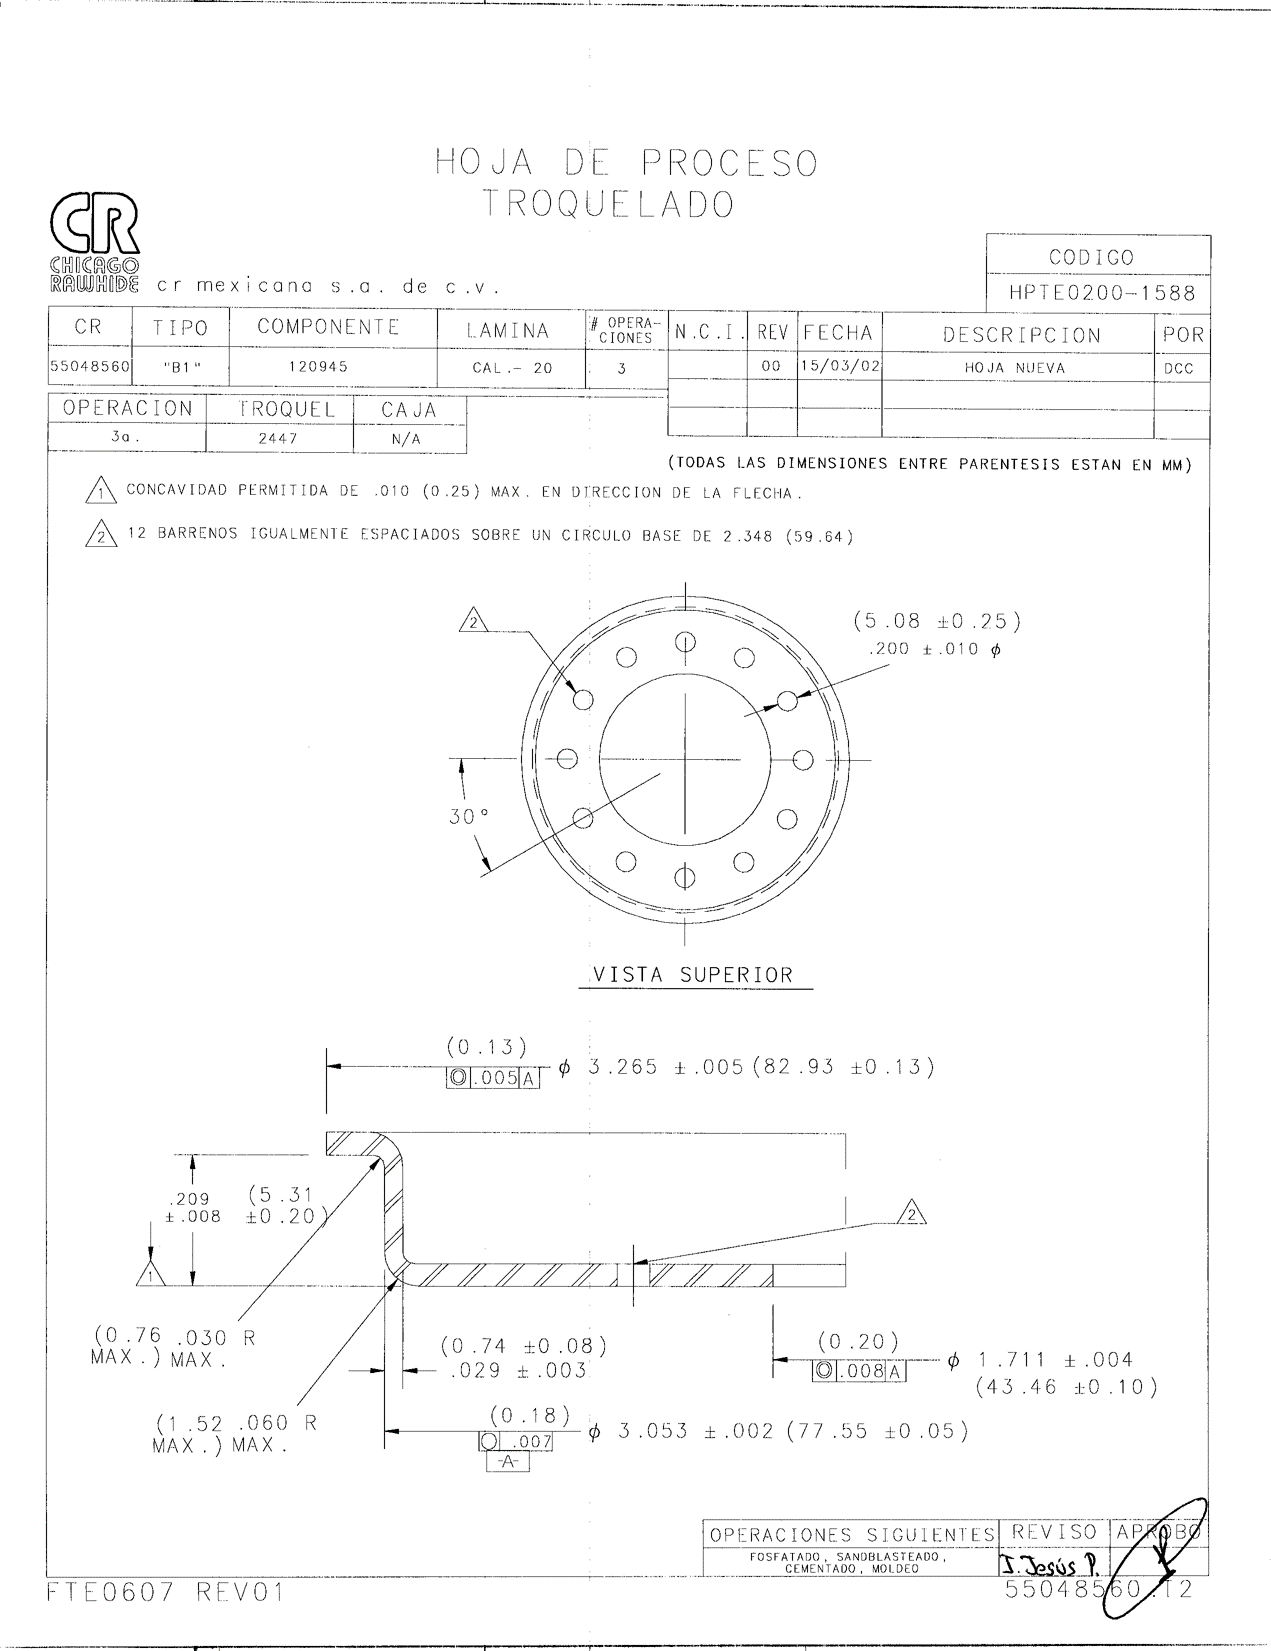 HOJA DE PROCESO
TROQUELADO
CR
CHICAGO
RAWHIDE
cr mexicana s.a. de c.v.
CODIGO
HPTE0200-1588
CR TIPO COMPONENTE LAMINA # OPERA-CIONES N.C.I. REV FECHA DESCRIPCION POR
55048560 "B1" 120945 CAL.- 20 3 00 15/03/02 HOJA NUEVA DCC
OPERACION TROQUEL CAJA
3a. 2447 N/A
(TODAS LAS DIMENSIONES ENTRE PARENTESIS ESTAN EN MM)
1 CONCAVIDAD PERMITIDA DE .010 (0.25) MAX. EN DIRECCION DE LA FLECHA.
2 12 BARRENOS IGUALMENTE ESPACIADOS SOBRE UN CIRCULO BASE DE 2.348 (59.64)
2
(5.08 ±0.25)
.200 ±.010 ϕ
30°
VISTA SUPERIOR
(0.13)
◎ .005 A ϕ 3.265 ±.005 (82.93 ±0.13)
.209 (5.31
±.008 ±0.20)
2
1
(0.76 .030 R
MAX.) MAX.
(0.74 ±0.08)
.029 ±.003
(0.20)
◎ .008 A ϕ 1.711 ±.004
(43.46 ±0.10)
(1.52 .060 R
MAX.) MAX.
(0.18)
○ .007 ϕ 3.053 ±.002 (77.55 ±0.05)
-A-
OPERACIONES SIGUIENTES REVISO APROBO
FOSFATADO, SANDBLASTEADO,
CEMENTADO, MOLDEO
J. Jesús P.
FTE0607 REV01
55048560.T2